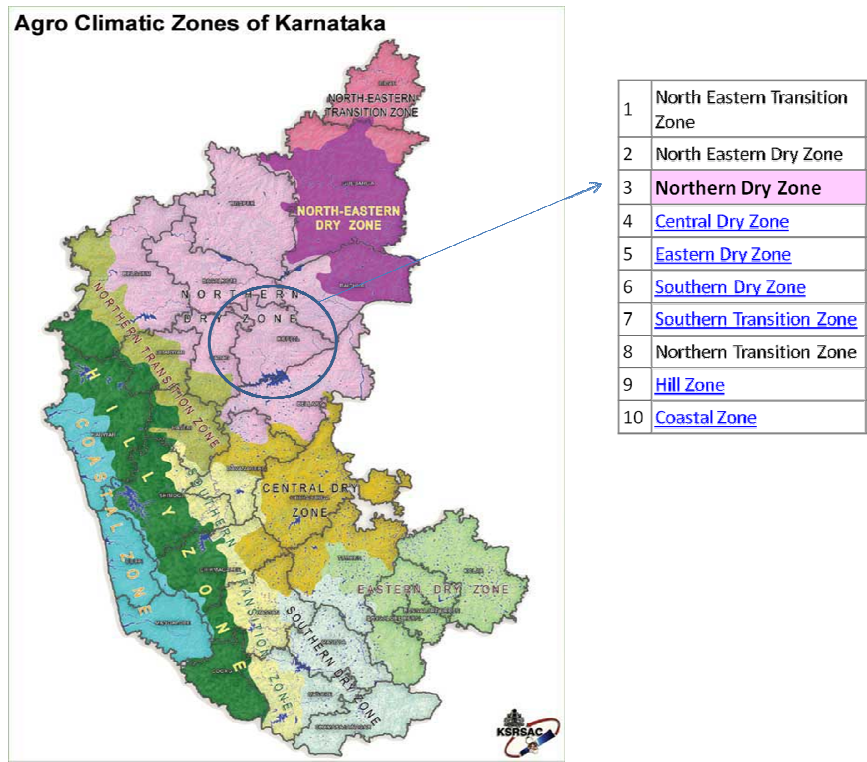 Agro Climatic Zones of Karnataka
NORTH-EASTERN
TRANSITION ZONE
NORTH-EASTERN
DRY ZONE
NORTHERN
DRY ZONE
NORTHERN TRANSITION ZONE
HILLY ZONE
COASTAL ZONE
CENTRAL DRY
ZONE
SOUTHERN TRANSITION ZONE
EASTERN DRY ZONE
SOUTHERN DRY ZONE
KSRSAC
1 North Eastern Transition
Zone
2 North Eastern Dry Zone
3 Northern Dry Zone
4 Central Dry Zone
5 Eastern Dry Zone
6 Southern Dry Zone
7 Southern Transition Zone
8 Northern Transition Zone
9 Hill Zone
10 Coastal Zone